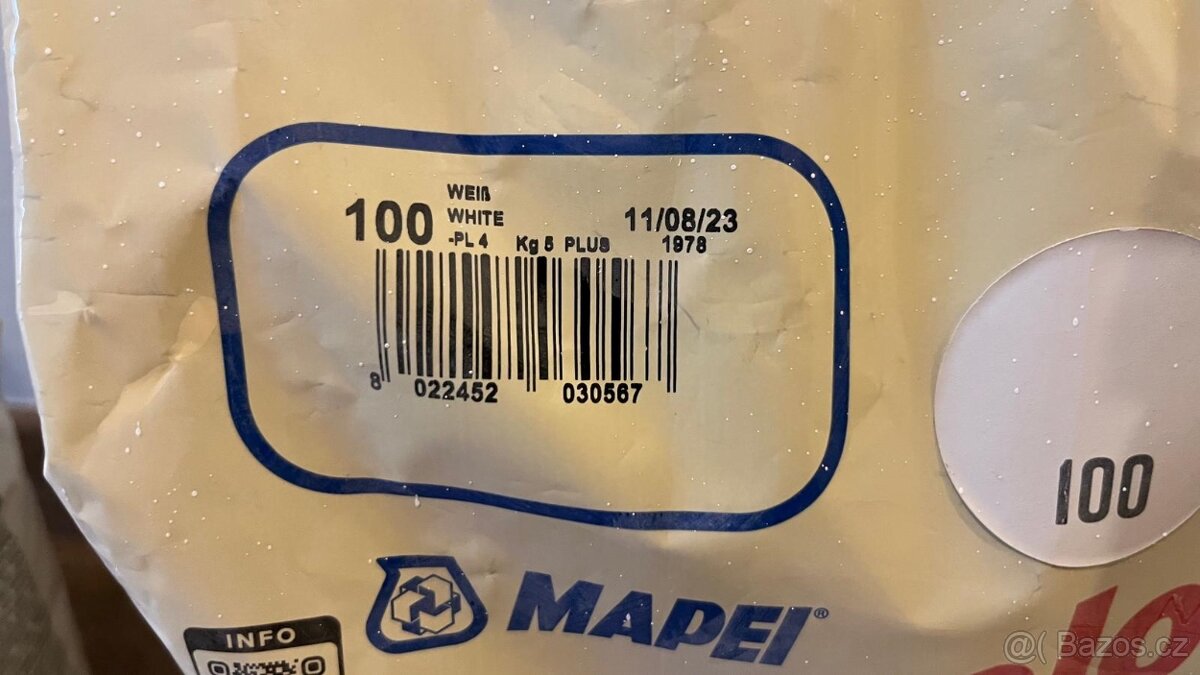 WEIß
100 WHITE 11/08/23
-PL 4 Kg 5 PLUS 1978
8 022452 030567
100
MAPEI®
INFO
@( Bazos.cz